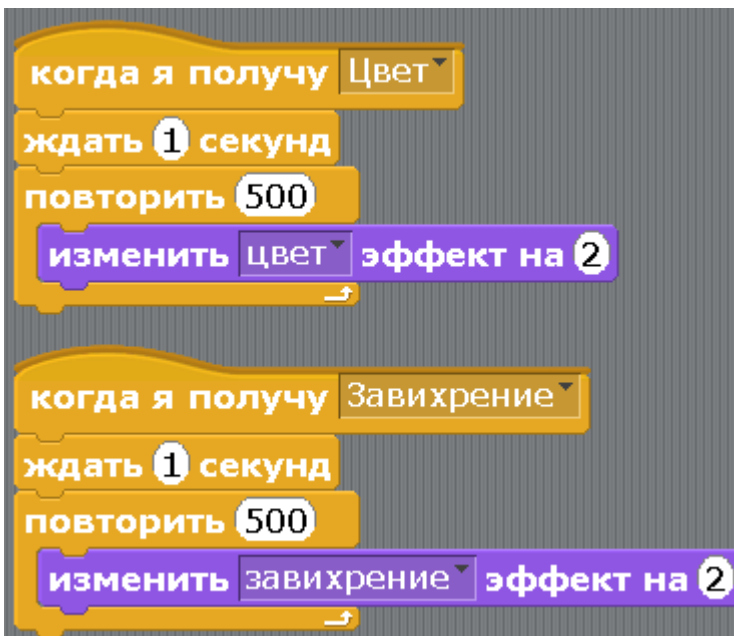 когда я получу Цвет
ждать 1 секунд
повторить 500
изменить цвет эффект на 2
когда я получу Завихрение
ждать 1 секунд
повторить 500
изменить завихрение эффект на 2